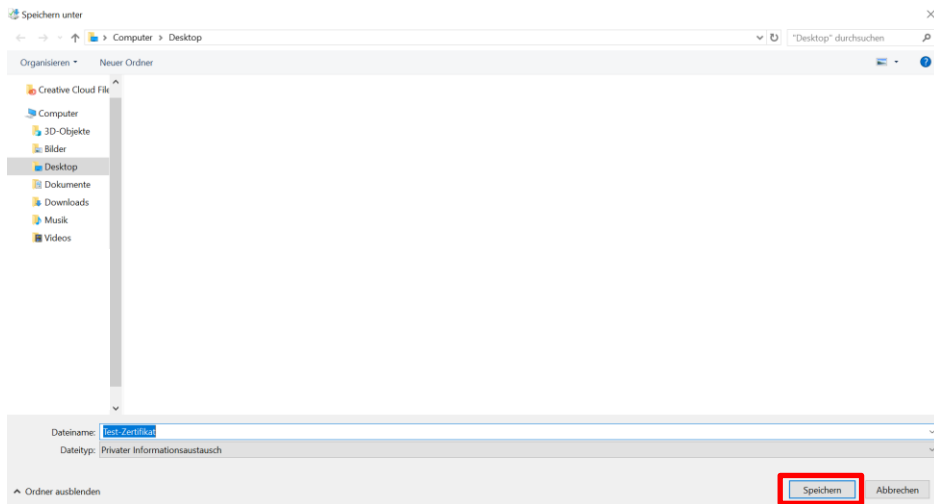 Speichern unter
Computer > Desktop
"Desktop" durchsuchen
Organisieren
Neuer Ordner
Creative Cloud File
Computer
3D-Objekte
Bilder
Desktop
Dokumente
Downloads
Musik
Videos
Dateiname: Test-Zertifikat
Dateityp: Privater Informationsaustausch
Ordner ausblenden
Speichern
Abbrechen